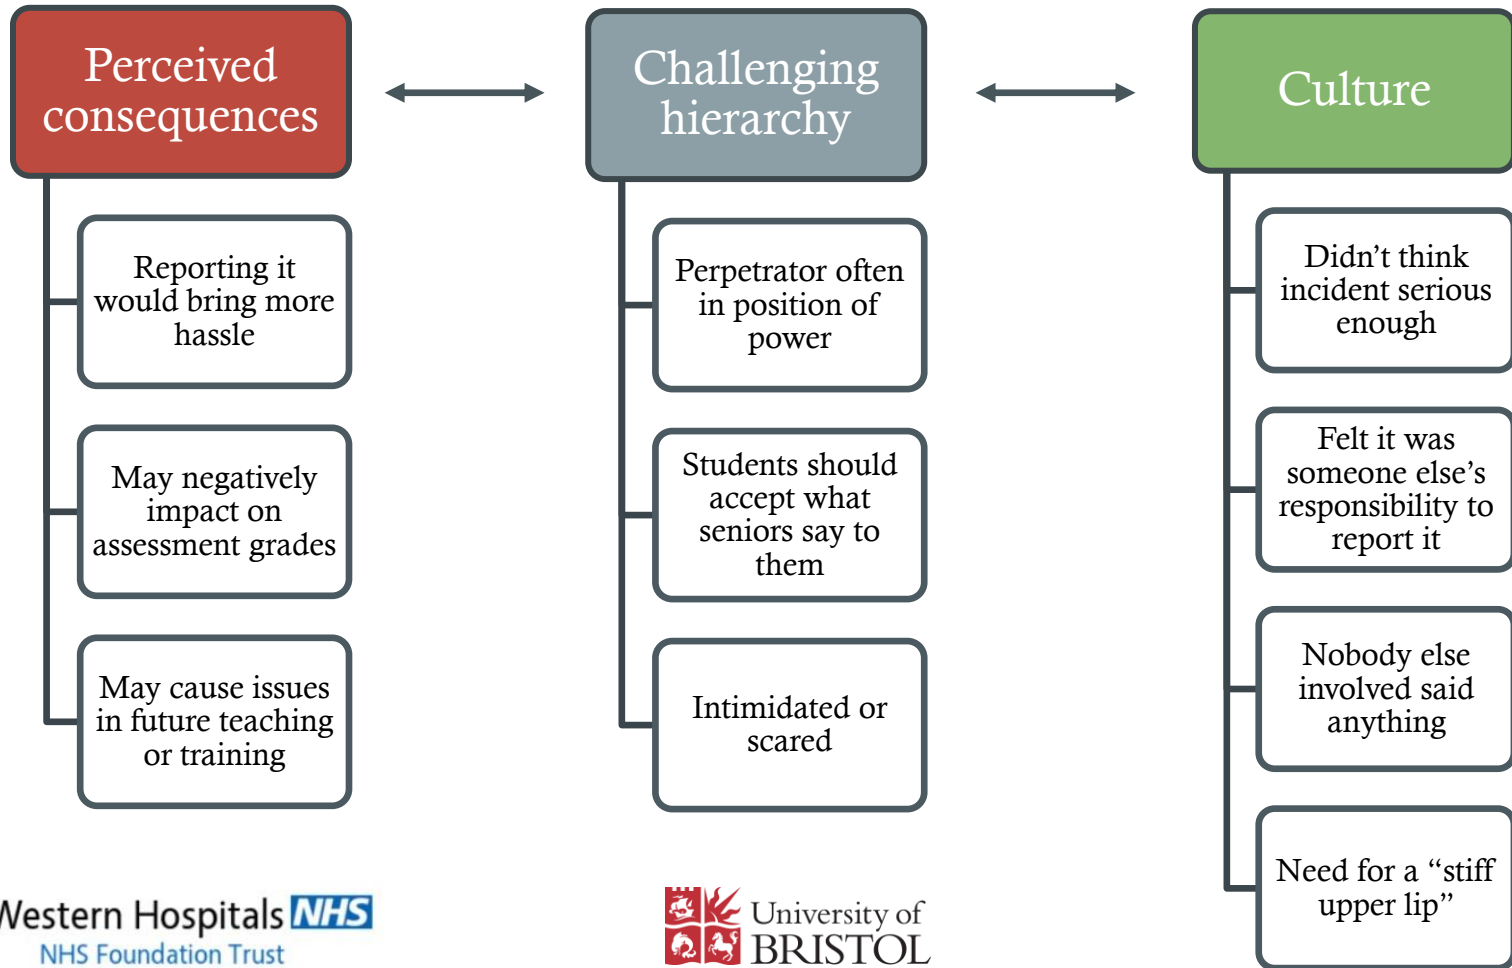 Perceived
consequences
Challenging
hierarchy
Culture
Reporting it
would bring more
hassle
May negatively
impact on
assessment grades
May cause issues
in future teaching
or training
Perpetrator often
in position of
power
Students should
accept what
seniors say to
them
Intimidated or
scared
Didn’t think
incident serious
enough
Felt it was
someone else’s
responsibility to
report it
Nobody else
involved said
anything
Need for a “stiff
upper lip”
Western Hospitals NHS
NHS Foundation Trust
University of
BRISTOL